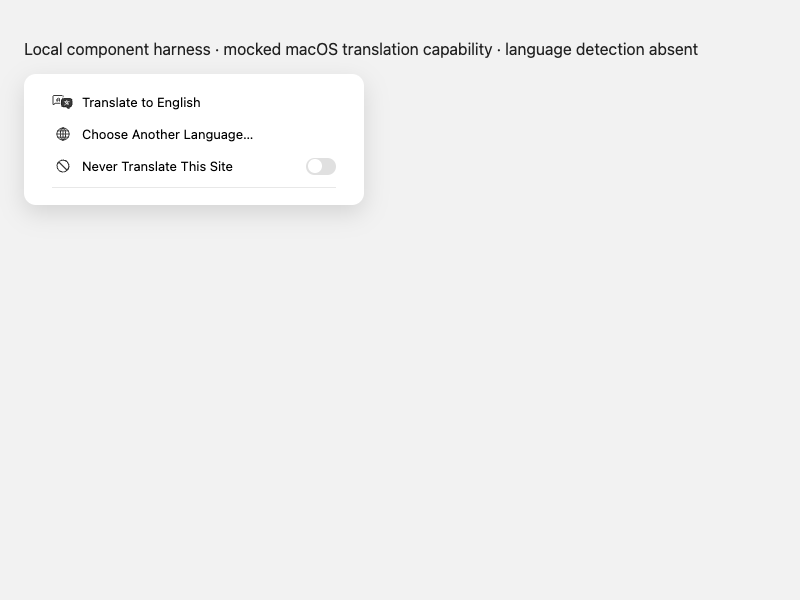 Local component harness · mocked macOS translation capability · language detection absent
Translate to English
Choose Another Language...
Never Translate This Site